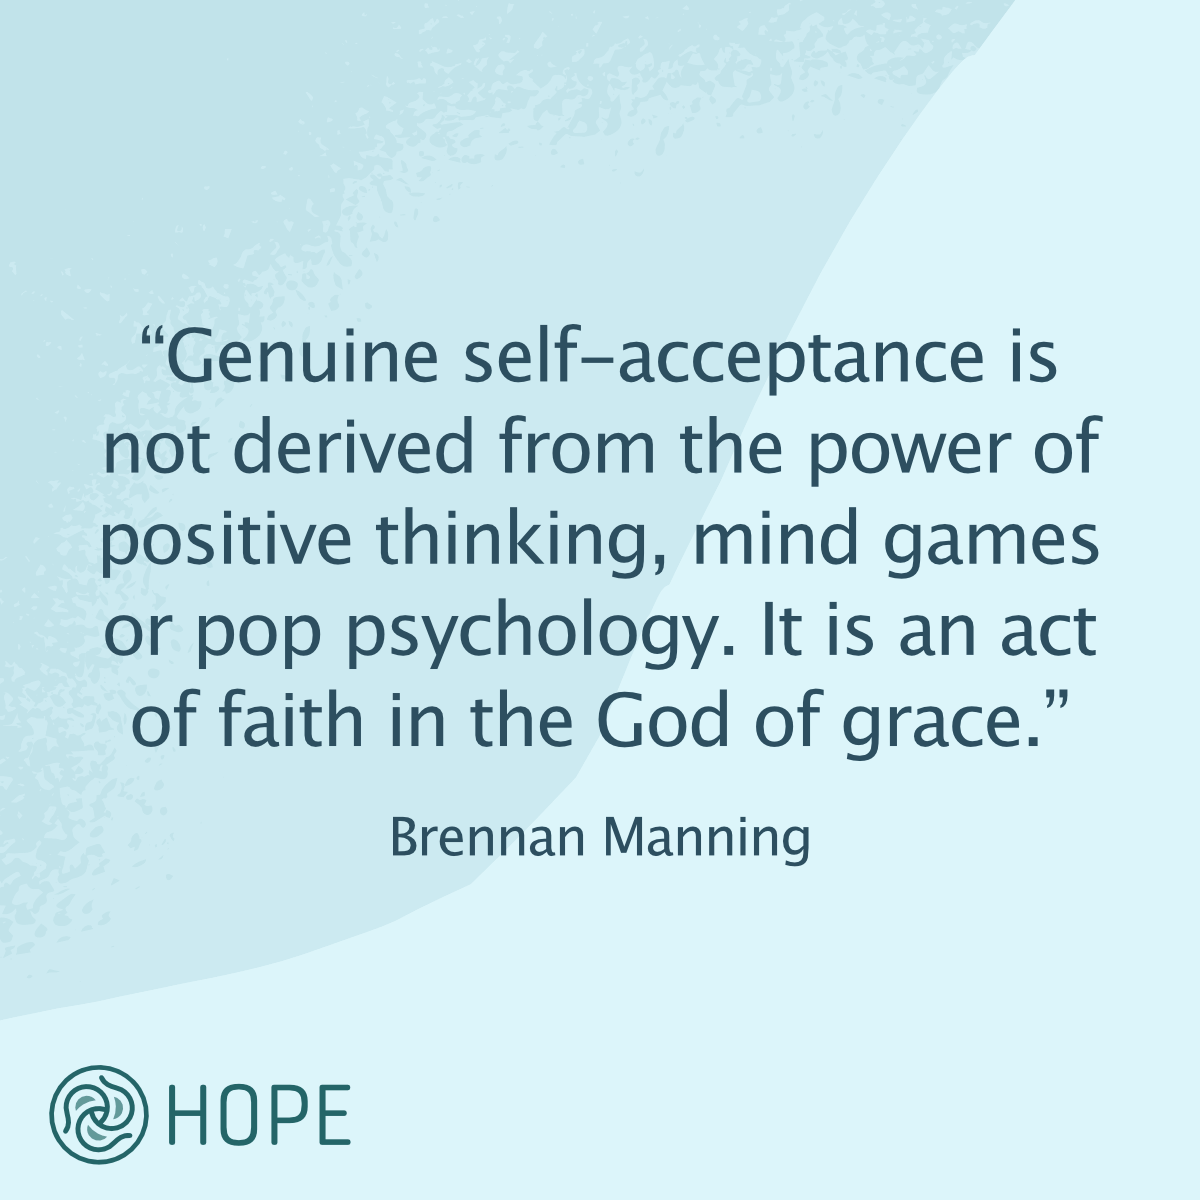 “Genuine self-acceptance is
not derived from the power of
positive thinking, mind games
or pop psychology. It is an act
of faith in the God of grace.”
Brennan Manning
HOPE